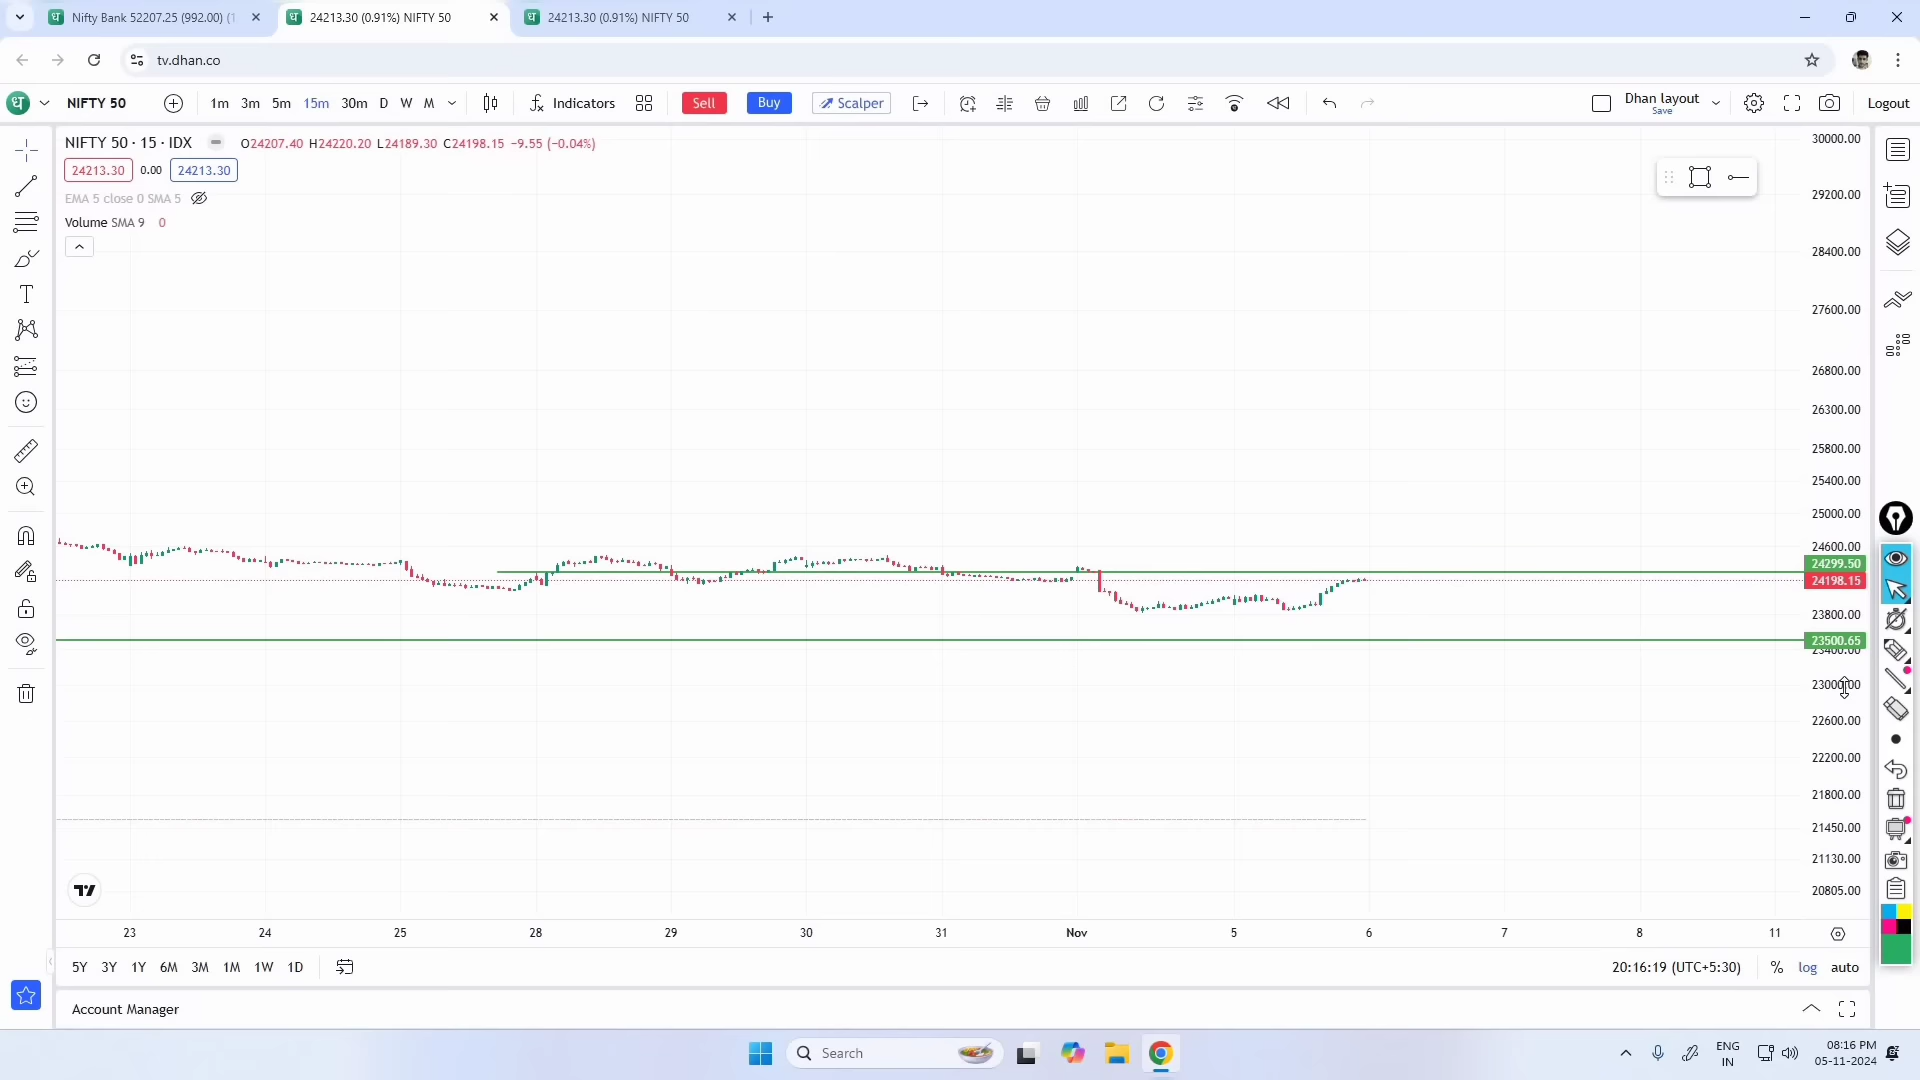 Nifty Bank 52207.25 (992.00) (1
24213.30 (0.91%) NIFTY 50
24213.30 (0.91%) NIFTY 50
tv.dhan.co
ध NIFTY 50 1m 3m 5m 15m 30m D W M Indicators Sell Buy Scalper Dhan layout Save Logout
NIFTY 50 · 15 · IDX O24207.40 H24220.20 L24189.30 C24198.15 −9.55 (−0.04%)
24213.30 0.00 24213.30
EMA 5 close 0 SMA 5
Volume SMA 9 0
30000.00
29200.00
28400.00
27600.00
26800.00
26300.00
25800.00
25400.00
25000.00
24600.00
24299.50
24198.15
23800.00
23500.65
23400.00
23000.00
22600.00
22200.00
21800.00
21450.00
21130.00
20805.00
23 24 25 28 29 30 31 Nov 5 6 7 8 11
5Y 3Y 1Y 6M 3M 1M 1W 1D 20:16:19 (UTC+5:30) % log auto
Account Manager
Search
ENG
IN
08:16 PM
05-11-2024